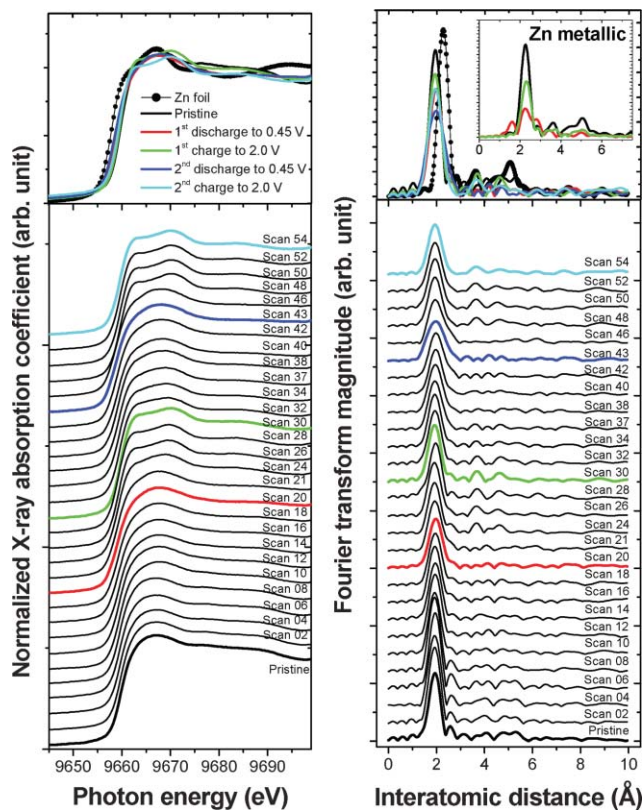 Normalized X-ray absorption coefficient (arb. unit)
Zn foil
Pristine
1st discharge to 0.45 V
1st charge to 2.0 V
2nd discharge to 0.45 V
2nd charge to 2.0 V
Scan 54
Scan 52
Scan 50
Scan 48
Scan 46
Scan 43
Scan 42
Scan 40
Scan 38
Scan 37
Scan 34
Scan 32
Scan 30
Scan 28
Scan 26
Scan 24
Scan 21
Scan 20
Scan 18
Scan 16
Scan 14
Scan 12
Scan 10
Scan 08
Scan 06
Scan 04
Scan 02
Pristine
9650 9660 9670 9680 9690
Photon energy (eV)
Fourier transform magnitude (arb. unit)
Zn metallic
0 2 4 6
Scan 54
Scan 52
Scan 50
Scan 48
Scan 46
Scan 43
Scan 42
Scan 40
Scan 38
Scan 37
Scan 34
Scan 32
Scan 30
Scan 28
Scan 26
Scan 24
Scan 21
Scan 20
Scan 18
Scan 16
Scan 14
Scan 12
Scan 10
Scan 08
Scan 06
Scan 04
Scan 02
Pristine
0 2 4 6 8 10
Interatomic distance (Å)